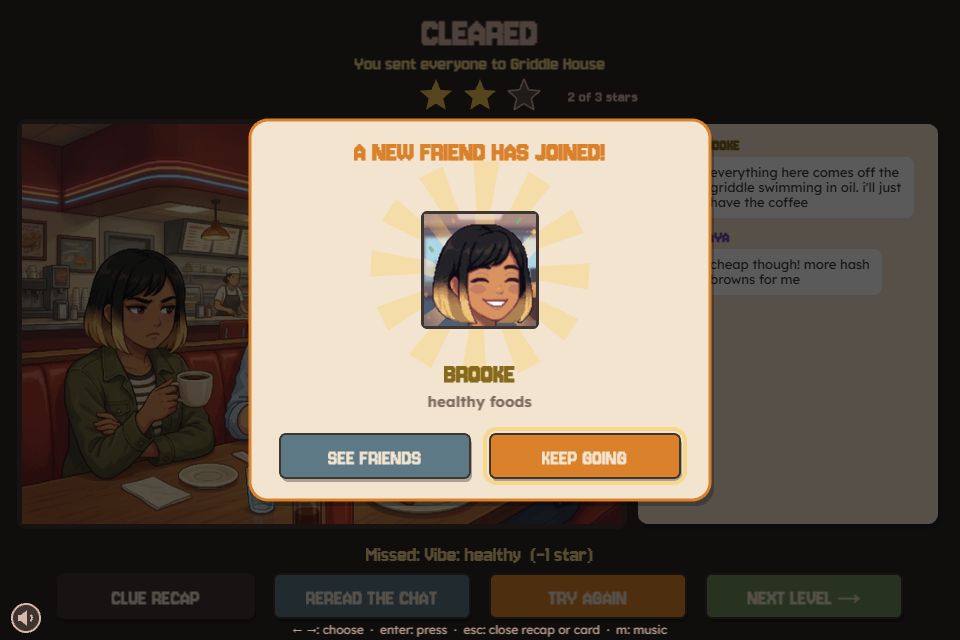 CLEARED
You sent everyone to Griddle House
2 of 3 stars
A NEW FRIEND HAS JOINED!
BROOKE
healthy foods
SEE FRIENDS
KEEP GOING
everything here comes off the
griddle swimming in oil. i'll just
have the coffee
cheap though! more hash
browns for me
Missed: Vibe: healthy (-1 star)
CLUE RECAP
REREAD THE CHAT
TRY AGAIN
NEXT LEVEL →
← →: choose · enter: press · esc: close recap or card · m: music